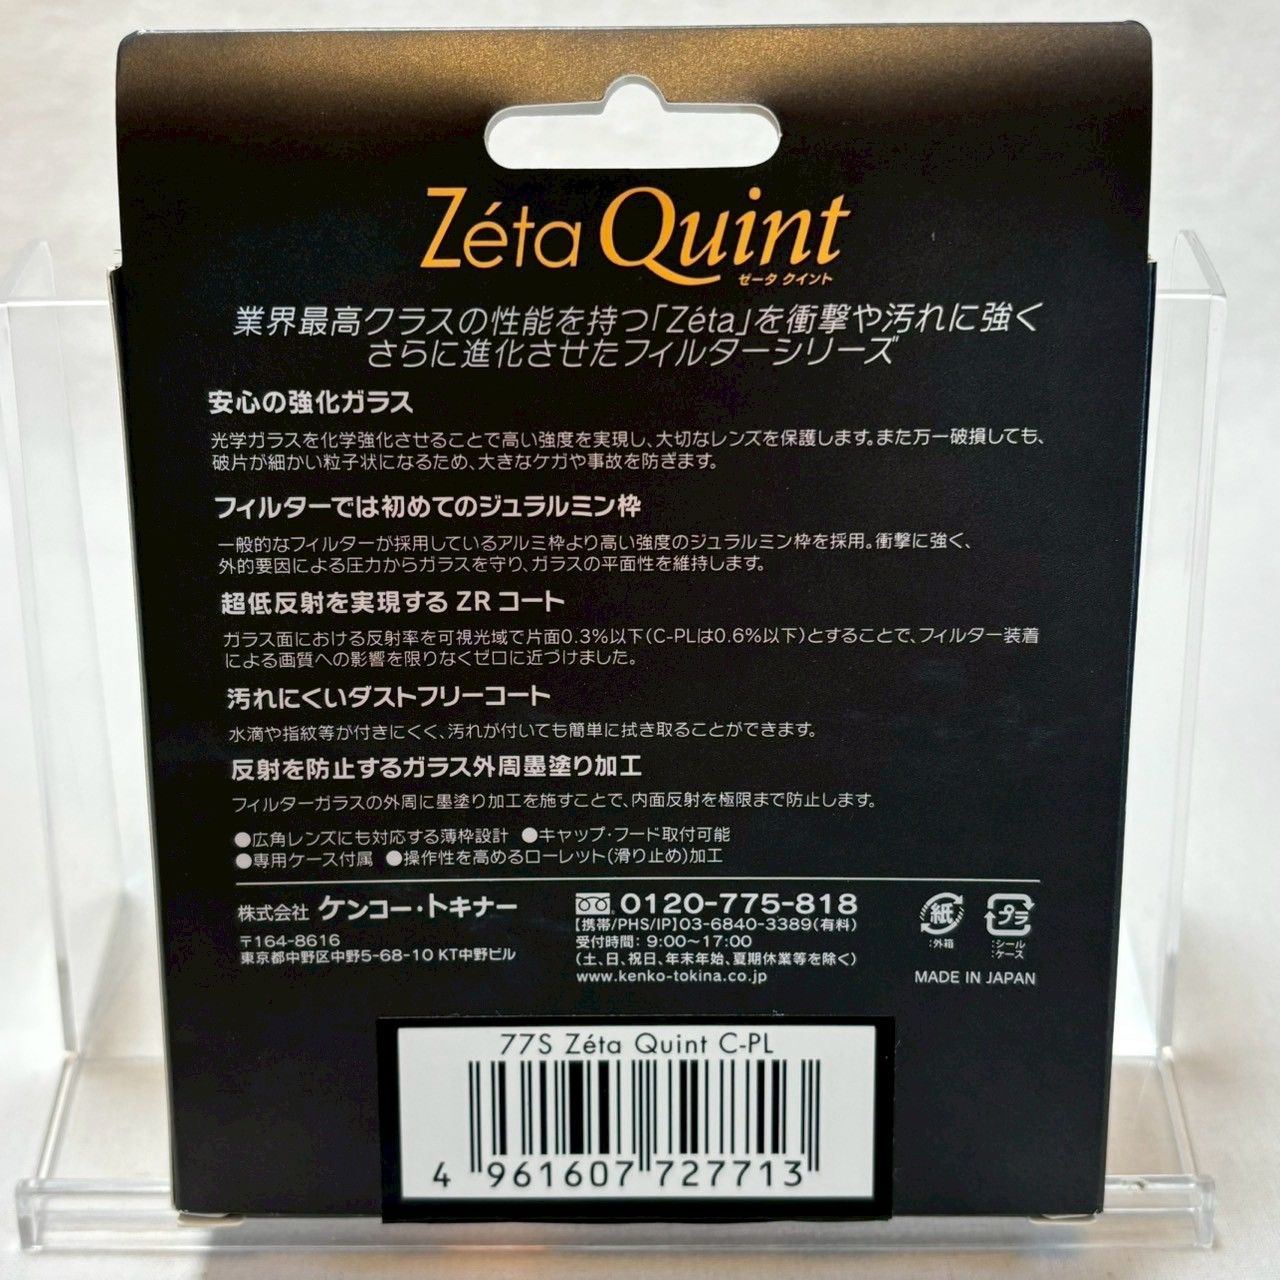 Zéta Quint
ゼータ クイント
業界最高クラスの性能を持つ「Zéta」を衝撃や汚れに強く
さらに進化させたフィルターシリーズ
安心の強化ガラス
光学ガラスを化学強化させることで高い強度を実現し、大切なレンズを保護します。また万一破損しても、
破片が細かい粒子状になるため、大きなケガや事故を防ぎます。
フィルターでは初めてのジュラルミン枠
一般的なフィルターが採用しているアルミ枠より高い強度のジュラルミン枠を採用。衝撃に強く、
外的要因による圧力からガラスを守り、ガラスの平面性を維持します。
超低反射を実現する ZR コート
ガラス面における反射率を可視光域で片面0.3%以下(C-PLは0.6%以下)とすることで、フィルター装着
による画質への影響を限りなくゼロに近づけました。
汚れにくいダストフリーコート
水滴や指紋等が付きにくく、汚れが付いても簡単に拭き取ることができます。
反射を防止するガラス外周墨塗り加工
フィルターガラスの外周に墨塗り加工を施すことで、内面反射を極限まで防止します。
●広角レンズにも対応する薄枠設計 ●キャップ・フード取付可能
●専用ケース付属 ●操作性を高めるローレット(滑り止め)加工
株式会社 ケンコー・トキナー
〒164-8616
東京都中野区中野5-68-10 KT中野ビル
0120-775-818
【携帯/PHS/IP】03-6840-3389(有料)
受付時間: 9:00~17:00
(土、日、祝日、年末年始、夏期休業等を除く)
www.kenko-tokina.co.jp
紙
:外箱
プラ
:シール
:ケース
MADE IN JAPAN
77S Zéta Quint C-PL
4 961607 727713